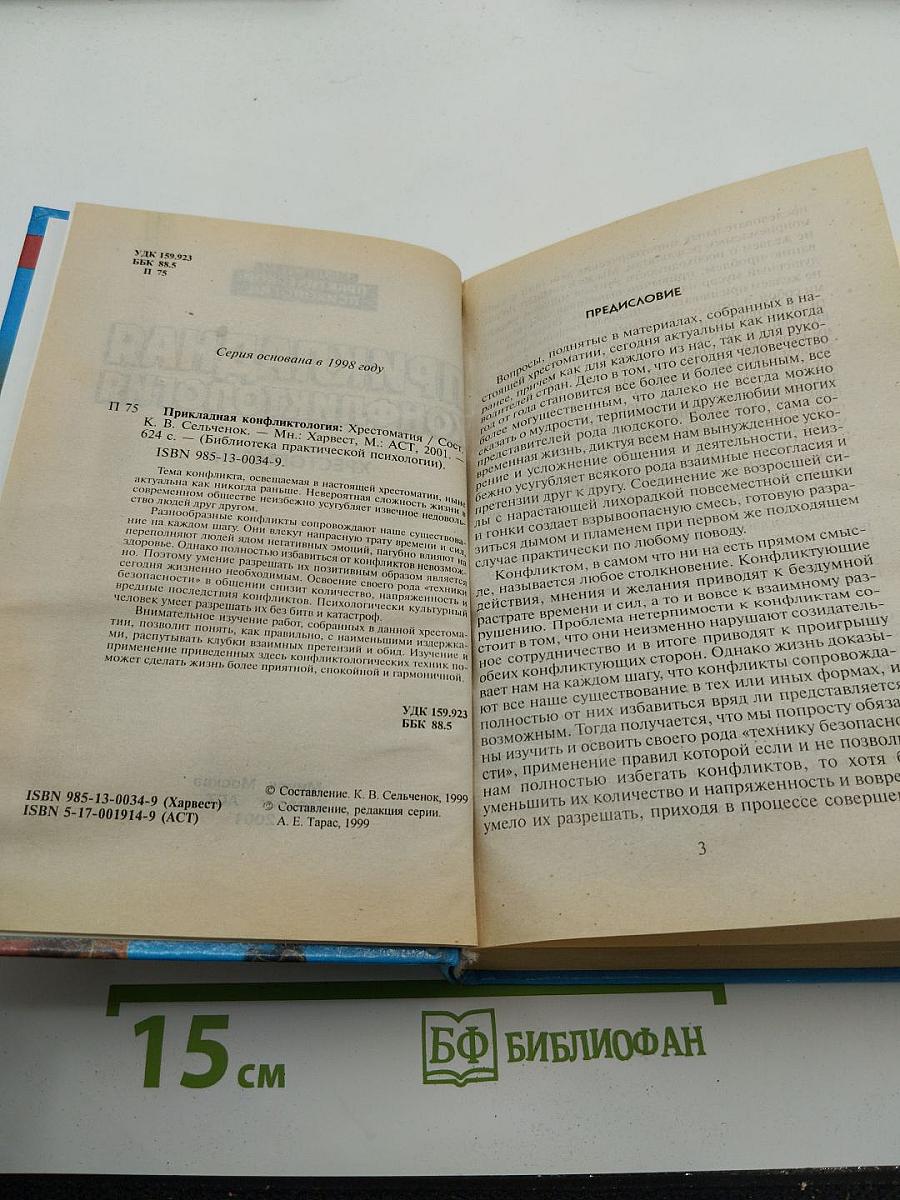 УДК 159.923
ББК 88.5
П 75
Серия основана в 1998 году
П 75 Прикладная конфликтология: Хрестоматия / Сост.
К. В. Сельченок. — Мн.: Харвест, М.: АСТ, 2001. —
624 с. — (Библиотека практической психологии).
ISBN 985-13-0034-9.
Тема конфликта, освещаемая в настоящей хрестоматии, ныне
актуальна как никогда раньше. Невероятная сложность жизни в
современном обществе неизбежно усугубляет извечное недоволь-
ство людей друг другом.
Разнообразные конфликты сопровождают наше существова-
ние на каждом шагу. Они влекут напрасную трату времени и сил,
переполняют людей ядом негативных эмоций, пагубно влияют на
здоровье. Однако полностью избавиться от конфликтов невозмож-
но. Поэтому умение разрешать их позитивным образом является
сегодня жизненно необходимым. Освоение своего рода «техники
безопасности» в общении снизит количество, напряженность и
вредные последствия конфликтов. Психологически культурный
человек умеет разрешать их без битв и катастроф.
Внимательное изучение работ, собранных в данной хрестома-
тии, позволит понять, как правильно, с наименьшими издержка-
ми, распутывать клубки взаимных претензий и обид. Изучение и
применение приведенных здесь конфликтологических техник по-
может сделать жизнь более приятной, спокойной и гармоничной.
УДК 159.923
ББК 88.5
ISBN 985-13-0034-9 (Харвест)
ISBN 5-17-001914-9 (АСТ)
© Составление. К. В. Сельченок, 1999
© Составление, редакция серии.
А. Е. Тарас, 1999
ПРЕДИСЛОВИЕ
Вопросы, поднятые в материалах, собранных в на-
стоящей хрестоматии, сегодня актуальны как никогда
ранее, причем как для каждого из нас, так и для руко-
водителей стран. Дело в том, что сегодня человечество
год от года становится все более и более сильным, все
более могущественным, что далеко не всегда можно
сказать о мудрости, терпимости и дружелюбии многих
представителей рода людского. Более того, сама со-
временная жизнь, диктуя всем нам вынужденное уско-
рение и усложнение общения и деятельности, неиз-
бежно усугубляет всякого рода взаимные несогласия и
претензии друг к другу. Соединение же возросшей си-
лы с нарастающей лихорадкой повсеместной спешки
и гонки создает взрывоопасную смесь, готовую разра-
зиться дымом и пламенем при первом же подходящем
случае практически по любому поводу.
Конфликтом, в самом что ни на есть прямом смыс-
ле, называется любое столкновение. Конфликтующие
действия, мнения и желания приводят к бездумной
растрате времени и сил, а то и вовсе к взаимному раз-
рушению. Проблема нетерпимости к конфликтам со-
стоит в том, что они неизменно нарушают созидатель-
ное сотрудничество и в итоге приводят к проигрышу
обеих конфликтующих сторон. Однако жизнь доказы-
вает нам на каждом шагу, что конфликты сопровожда-
ют все наше существование в тех или иных формах, и
полностью от них избавиться вряд ли представляется
возможным. Тогда получается, что мы попросту обяза
ны изучить и освоить своего рода «технику безопасно
сти», применение правил которой если и не позволи
нам полностью избегать конфликтов, то хотя б
уменьшить их количество и напряженность и вовре
умело их разрешать, приходя в процессе совершен
3
15 см
БФ БИБЛИОФАН